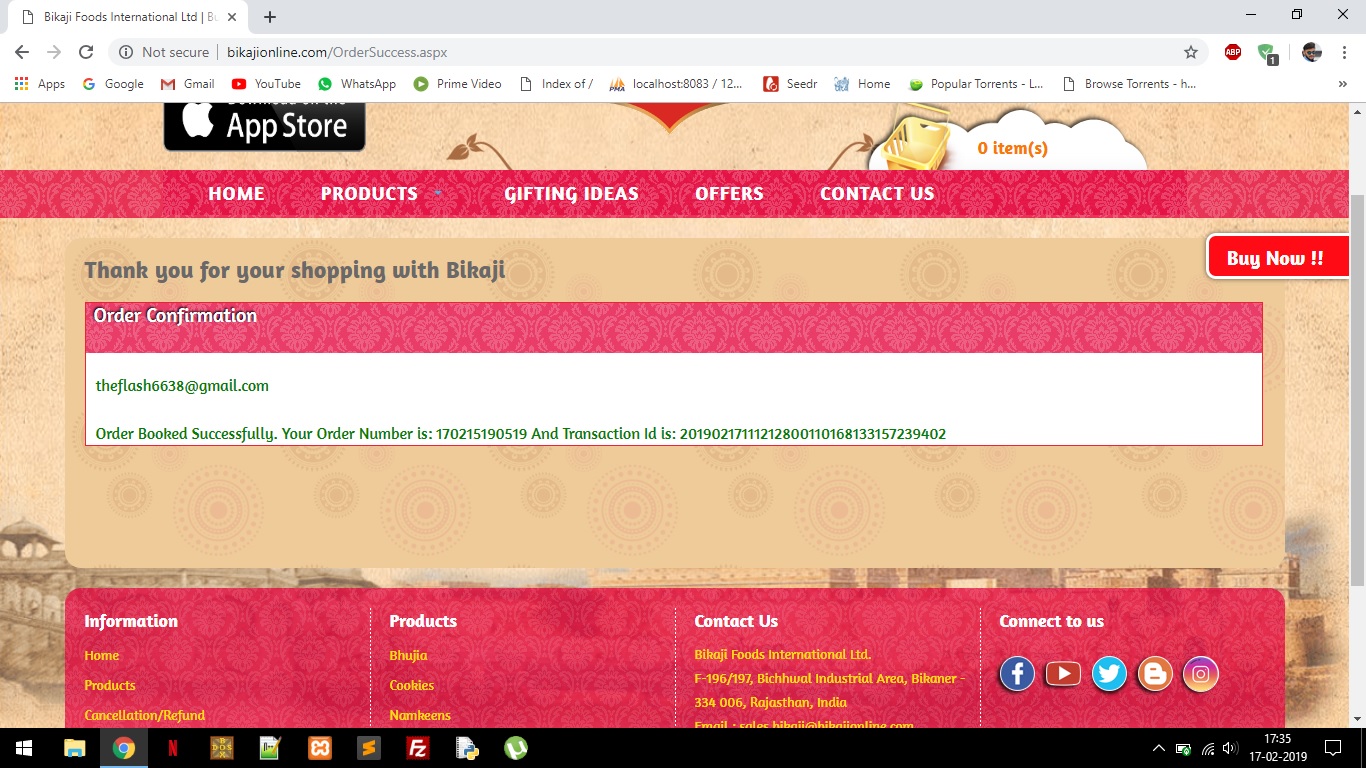 Bikaji Foods International Ltd | Bu
Not secure
bikajionline.com/OrderSuccess.aspx
ABP
1
Apps
Google
Gmail
YouTube
WhatsApp
Prime Video
Index of /
localhost:8083 / 12...
Seedr
Home
Popular Torrents - L...
Browse Torrents - h...
»
Download on the
App Store
0 item(s)
HOME
PRODUCTS
GIFTING IDEAS
OFFERS
CONTACT US
Buy Now !!
Thank you for your shopping with Bikaji
Order Confirmation
theflash6638@gmail.com
Order Booked Successfully. Your Order Number is: 170215190519 And Transaction Id is: 20190217111212800110168133157239402
Information
Home
Products
Cancellation/Refund
Products
Bhujia
Cookies
Namkeens
Contact Us
Bikaji Foods International Ltd.
F-196/197, Bichhwal Industrial Area, Bikaner -
334 006, Rajasthan, India
Email : sales.bikaji@bikajionline.com
Connect to us
17:35
17-02-2019